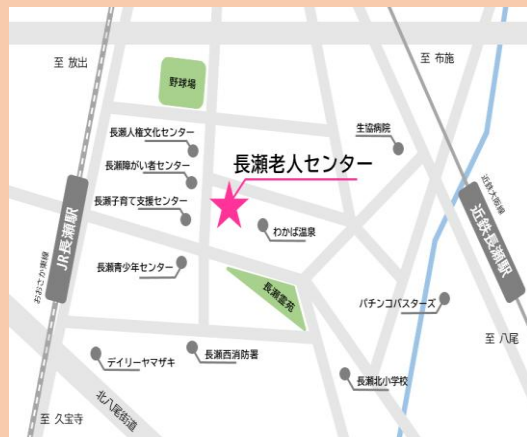 至 放出
至 布施
野球場
生協病院
長瀬人権文化センター
長瀬障がい者センター
長瀬老人センター
長瀬子育て支援センター
わかば温泉
近鉄大阪線
近鉄長瀬駅
JR長瀬駅
おおさか東線
長瀬青少年センター
長瀬霊苑
パチンコバスターズ
至 八尾
デイリーヤマザキ
長瀬西消防署
長瀬北小学校
北八尾街道
至 久宝寺